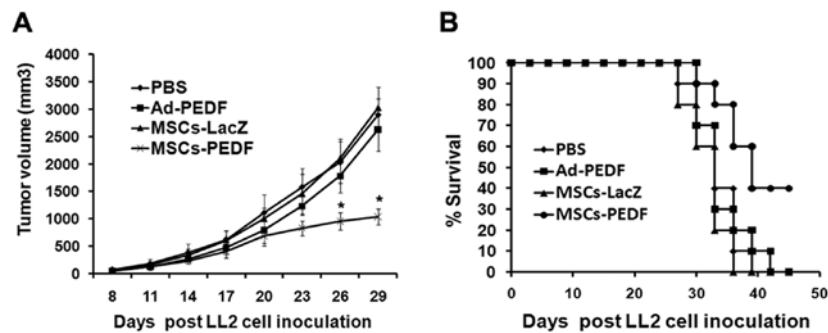 A
Tumor volume (mm3)
4000
3500
3000
2500
2000
1500
1000
500
0
PBS
Ad-PEDF
MSCs-LacZ
MSCs-PEDF
*
*
8 11 14 17 20 23 26 29
Days post LL2 cell inoculation
B
% Survival
100
90
80
70
60
50
40
30
20
10
0
PBS
Ad-PEDF
MSCs-LacZ
MSCs-PEDF
0 10 20 30 40 50
Days post LL2 cell inoculation